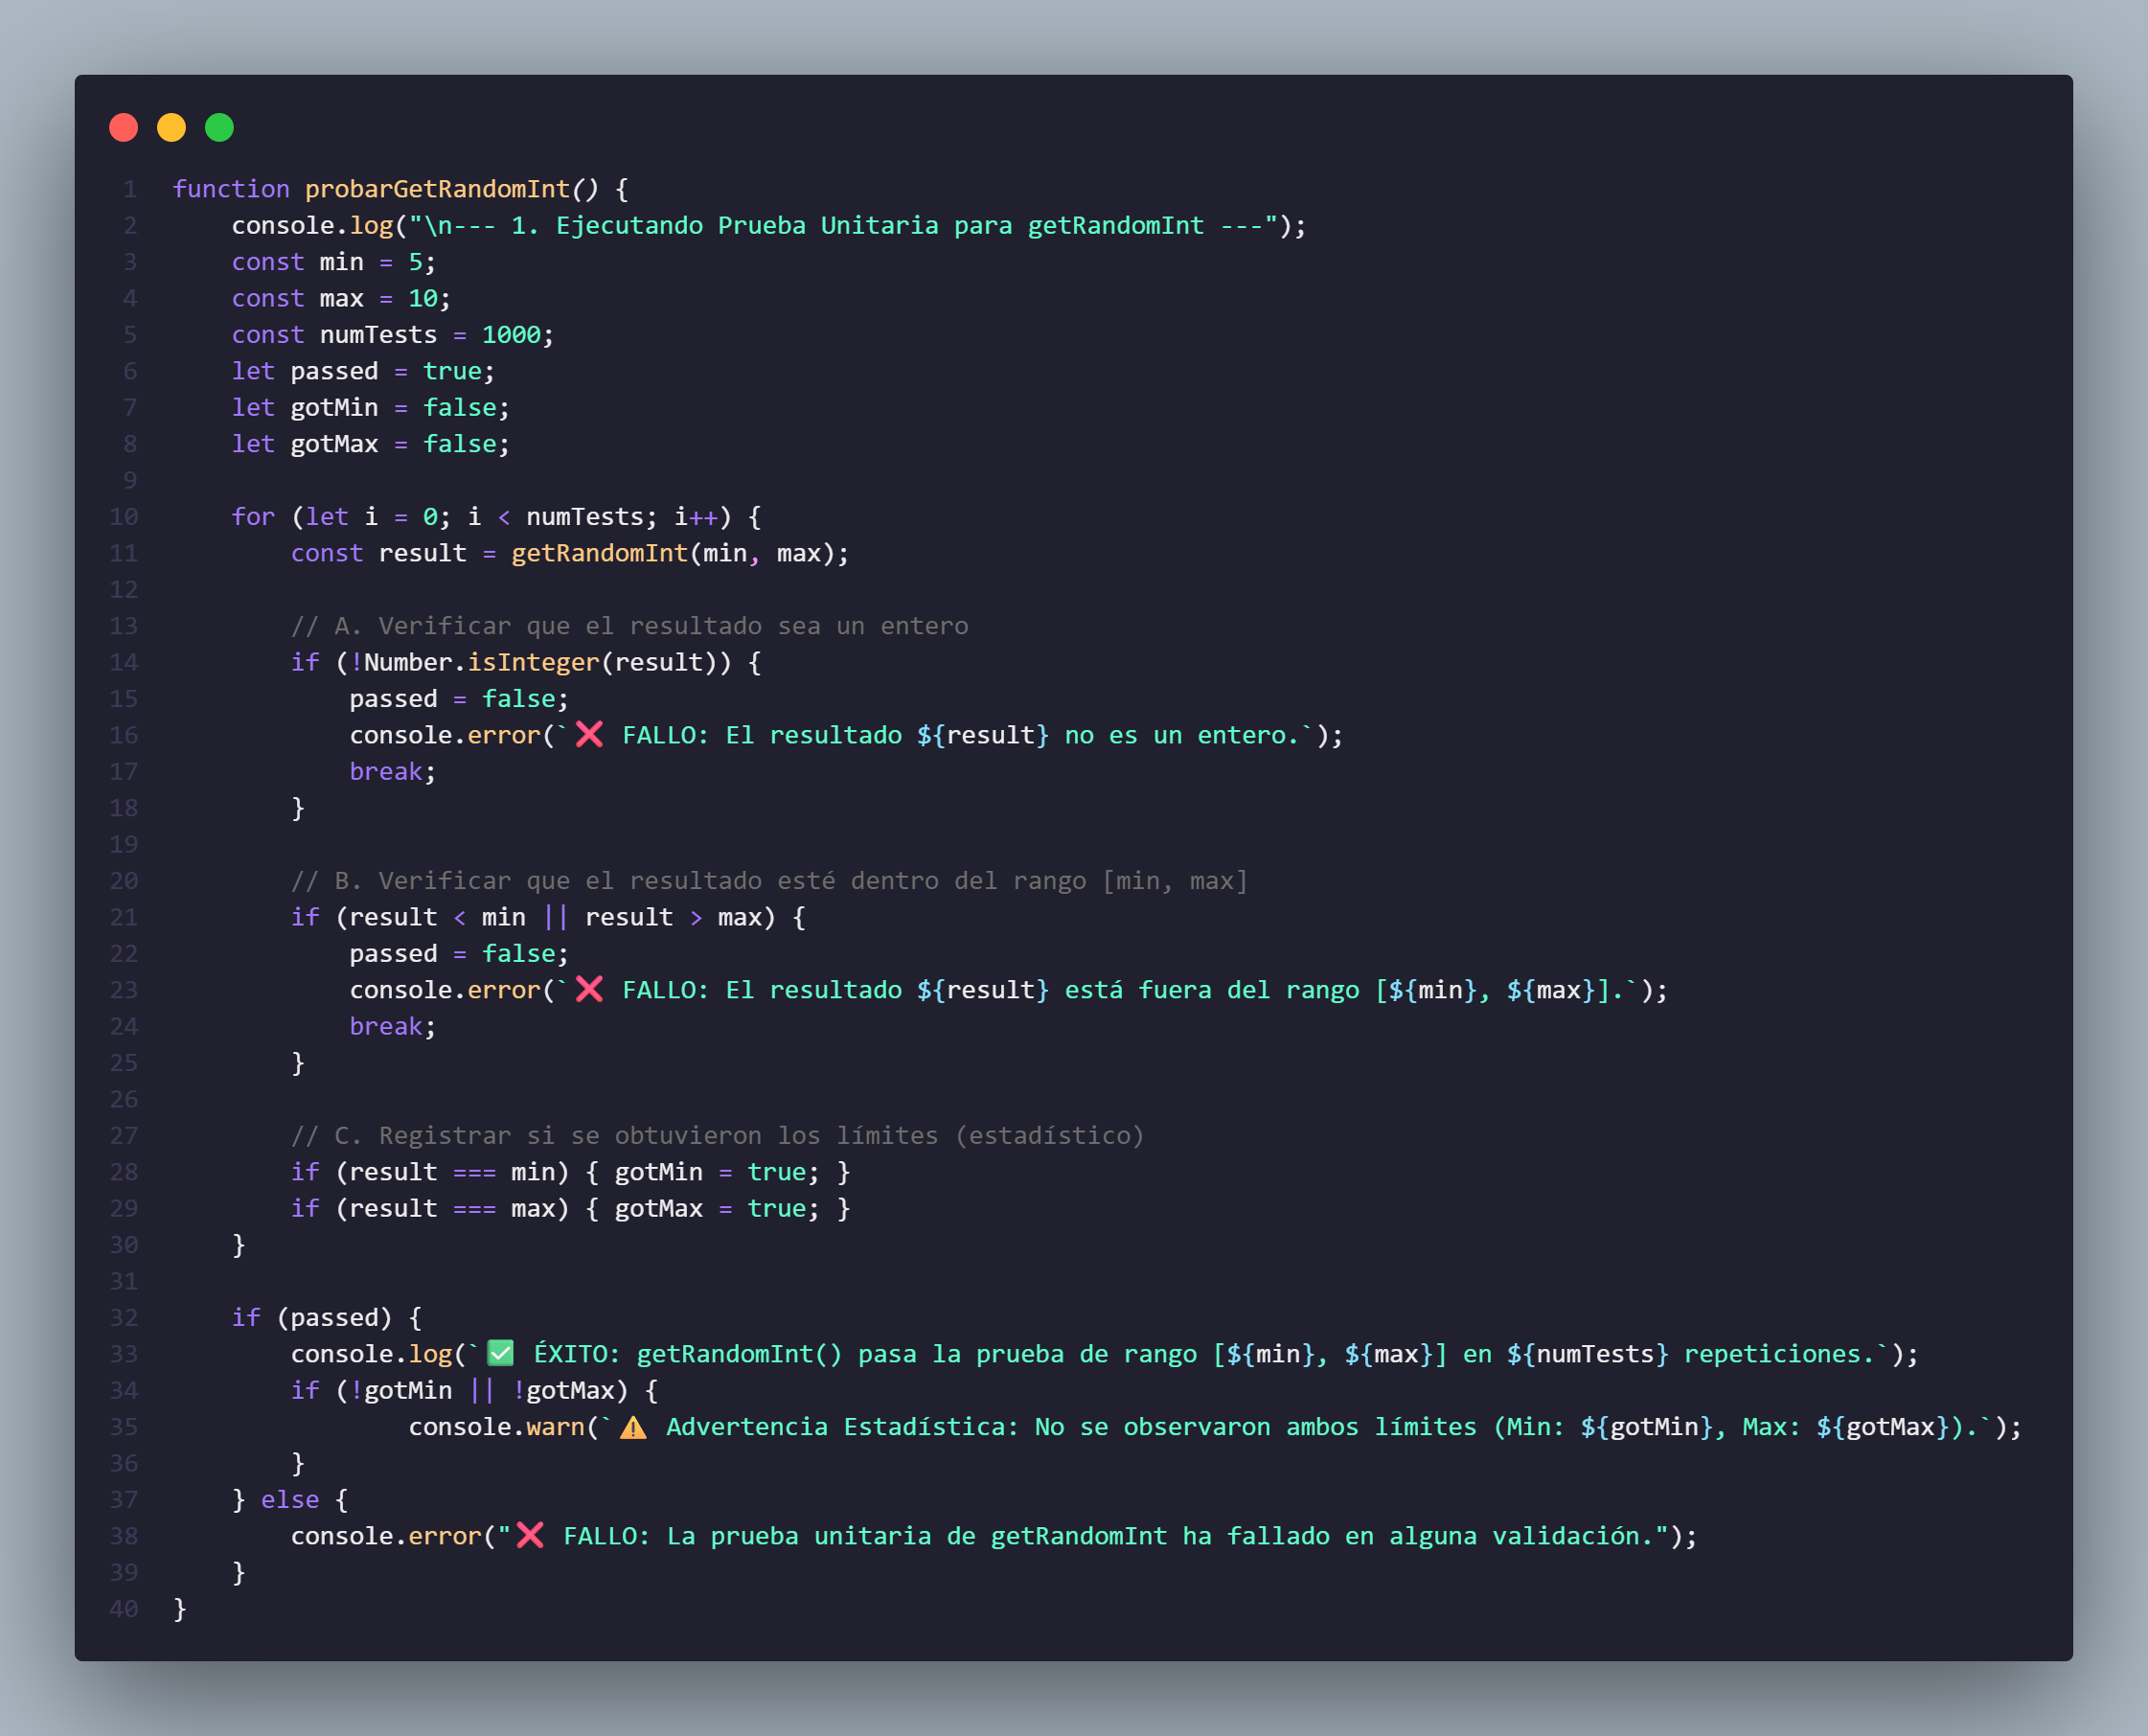 1 function probarGetRandomInt() {
2     console.log("\n--- 1. Ejecutando Prueba Unitaria para getRandomInt ---");
3     const min = 5;
4     const max = 10;
5     const numTests = 1000;
6     let passed = true;
7     let gotMin = false;
8     let gotMax = false;
9
10     for (let i = 0; i < numTests; i++) {
11         const result = getRandomInt(min, max);
12
13         // A. Verificar que el resultado sea un entero
14         if (!Number.isInteger(result)) {
15             passed = false;
16             console.error(`❌ FALLO: El resultado ${result} no es un entero.`);
17             break;
18         }
19
20         // B. Verificar que el resultado esté dentro del rango [min, max]
21         if (result < min || result > max) {
22             passed = false;
23             console.error(`❌ FALLO: El resultado ${result} está fuera del rango [${min}, ${max}].`);
24             break;
25         }
26
27         // C. Registrar si se obtuvieron los límites (estadístico)
28         if (result === min) { gotMin = true; }
29         if (result === max) { gotMax = true; }
30     }
31
32     if (passed) {
33         console.log(`✅ ÉXITO: getRandomInt() pasa la prueba de rango [${min}, ${max}] en ${numTests} repeticiones.`);
34         if (!gotMin || !gotMax) {
35                 console.warn(`⚠️ Advertencia Estadística: No se observaron ambos límites (Min: ${gotMin}, Max: ${gotMax}).`);
36         }
37     } else {
38         console.error("❌ FALLO: La prueba unitaria de getRandomInt ha fallado en alguna validación.");
39     }
40 }